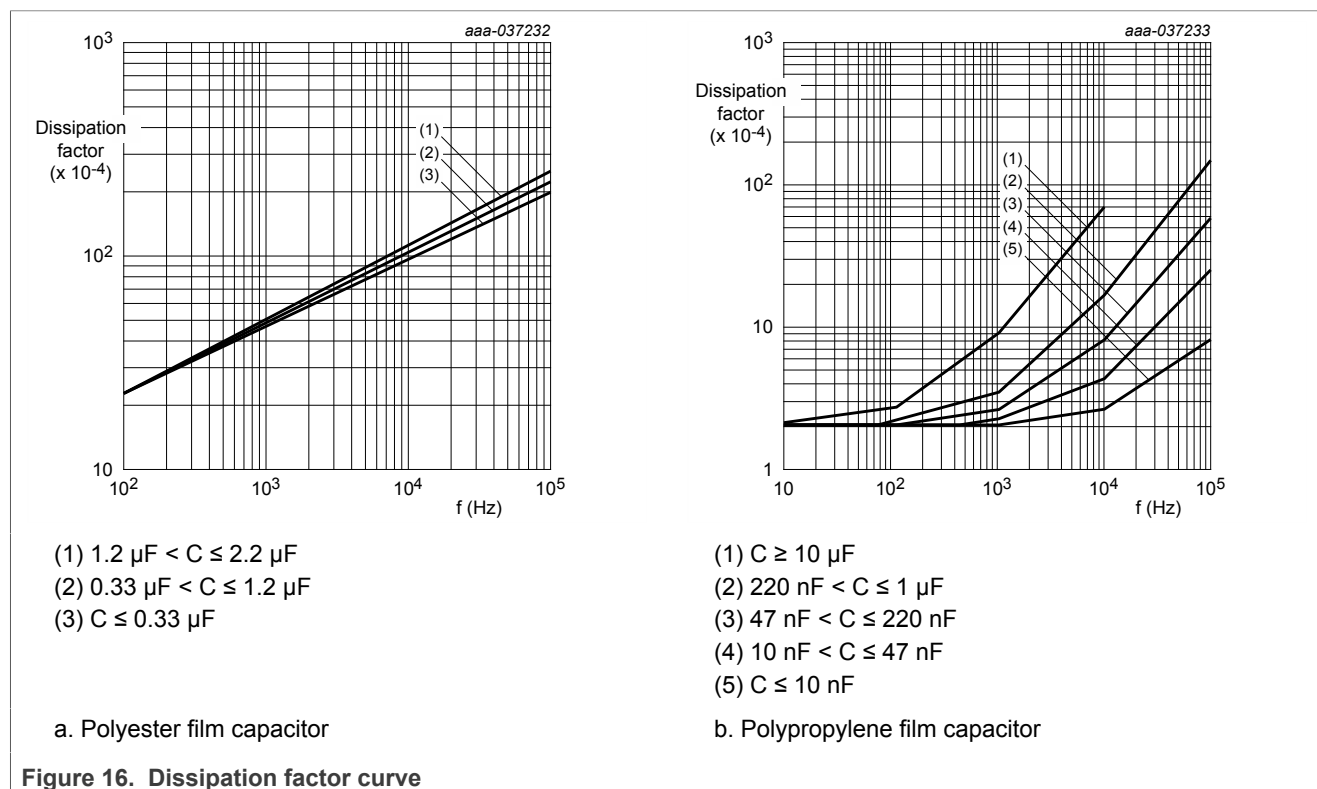 aaa-037232
10³
Dissipation
factor
(x 10⁻⁴)
(1)
(2)
(3)
10²
10
10²
10³
10⁴
10⁵
f (Hz)
(1) 1.2 µF < C ≤ 2.2 µF
(2) 0.33 µF < C ≤ 1.2 µF
(3) C ≤ 0.33 µF
a. Polyester film capacitor
aaa-037233
10³
Dissipation
factor
(x 10⁻⁴)
10²
(1)
(2)
(3)
(4)
(5)
10
1
10
10²
10³
10⁴
10⁵
f (Hz)
(1) C ≥ 10 µF
(2) 220 nF < C ≤ 1 µF
(3) 47 nF < C ≤ 220 nF
(4) 10 nF < C ≤ 47 nF
(5) C ≤ 10 nF
b. Polypropylene film capacitor
Figure 16. Dissipation factor curve